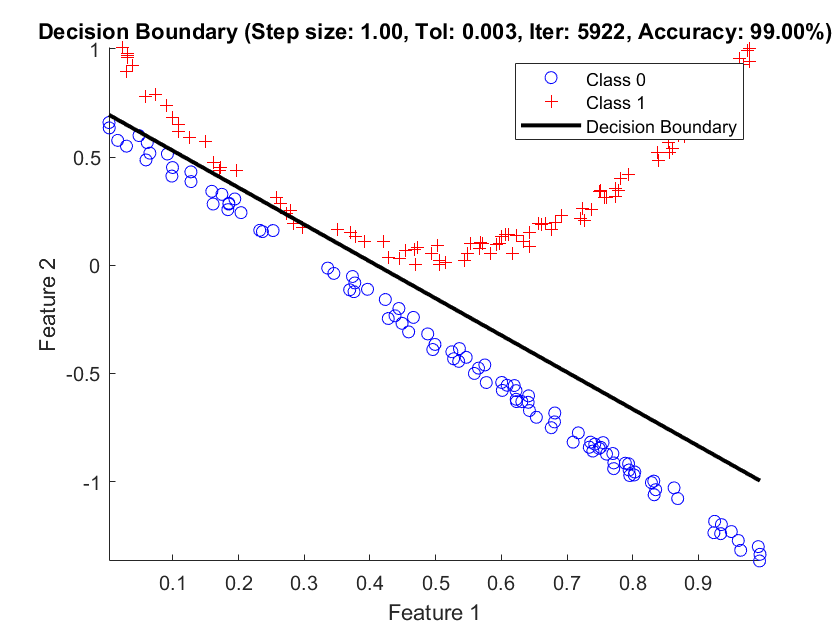 Decision Boundary (Step size: 1.00, Tol: 0.003, Iter: 5922, Accuracy: 99.00%)
1
Class 0
Class 1
Decision Boundary
0.5
0
Feature 2
-0.5
-1
0.1 0.2 0.3 0.4 0.5 0.6 0.7 0.8 0.9
Feature 1